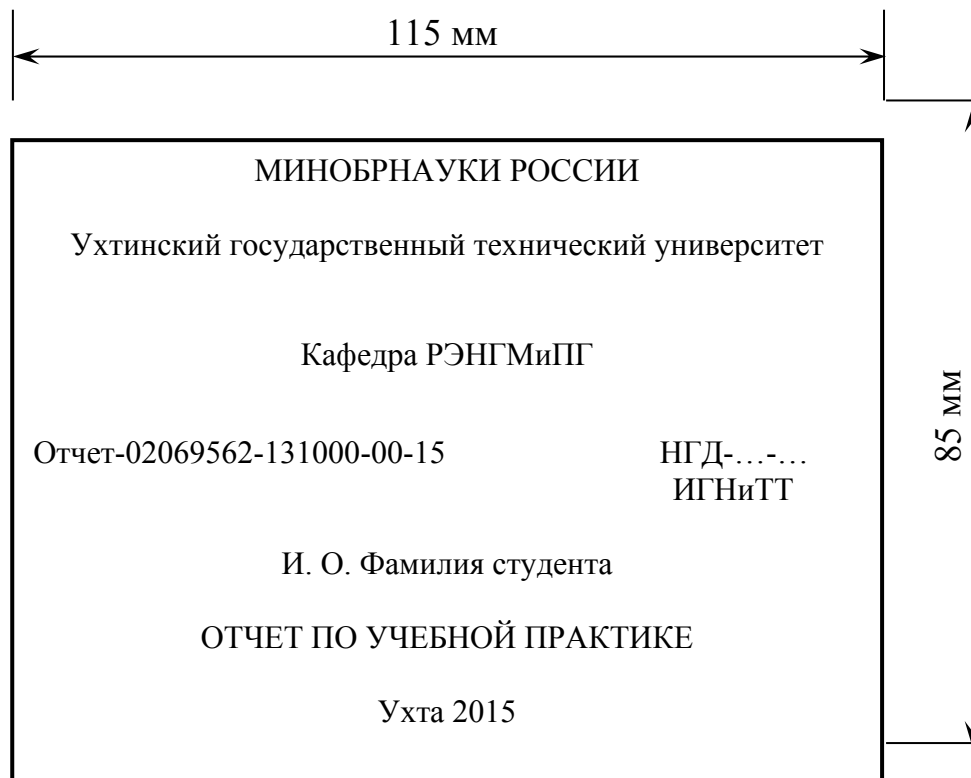 115 мм
МИНОБРНАУКИ РОССИИ
Ухтинский государственный технический университет
Кафедра РЭНГМиПГ
85 мм
Отчет-02069562-131000-00-15 НГД-…-…
ИГНиТТ
И. О. Фамилия студента
ОТЧЕТ ПО УЧЕБНОЙ ПРАКТИКЕ
Ухта 2015